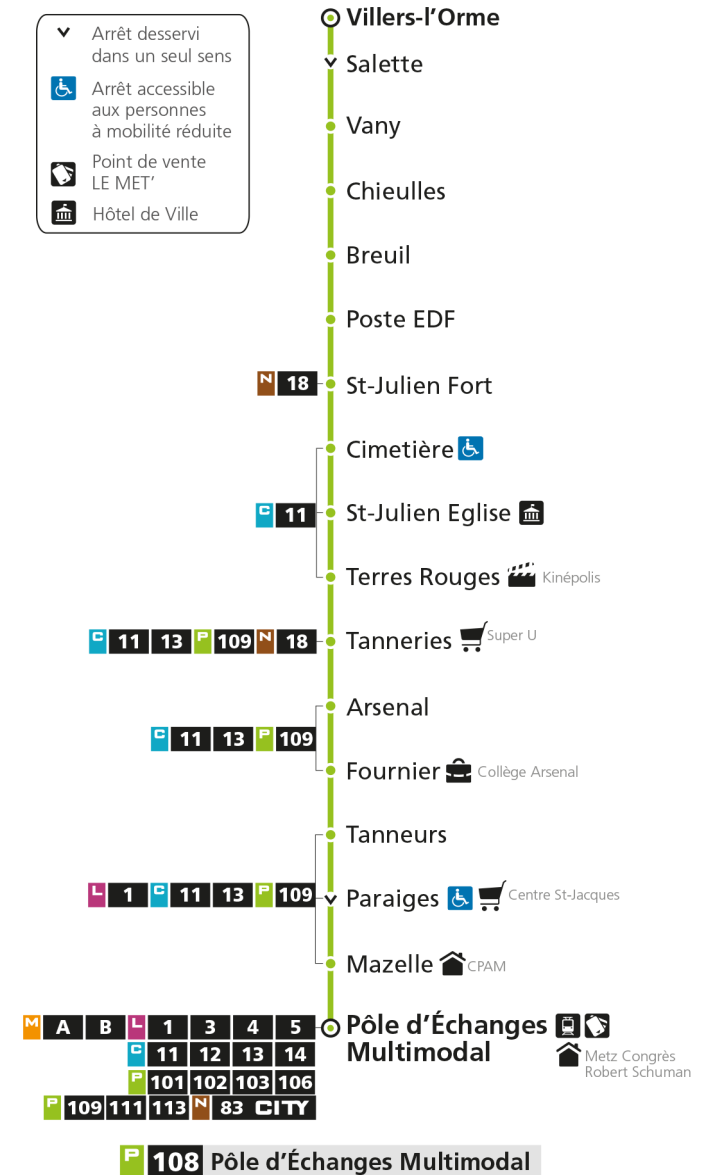 Arrêt desservi
dans un seul sens
Arrêt accessible
aux personnes
à mobilité réduite
Point de vente
LE MET'
Hôtel de Ville
Villers-l'Orme
Salette
Vany
Chieulles
Breuil
Poste EDF
N 18 St-Julien Fort
Cimetière
C 11 St-Julien Eglise
Terres Rouges Kinépolis
C 11 13 P 109 N 18 Tanneries Super U
Arsenal
C 11 13 P 109
Fournier Collège Arsenal
Tanneurs
L 1 C 11 13 P 109 Paraiges Centre St-Jacques
Mazelle CPAM
M A B L 1 3 4 5 Pôle d'Échanges
C 11 12 13 14 Multimodal Metz Congrès
Robert Schuman
P 101 102 103 106
P 109 111 113 N 83 CITY
P 108 Pôle d'Échanges Multimodal